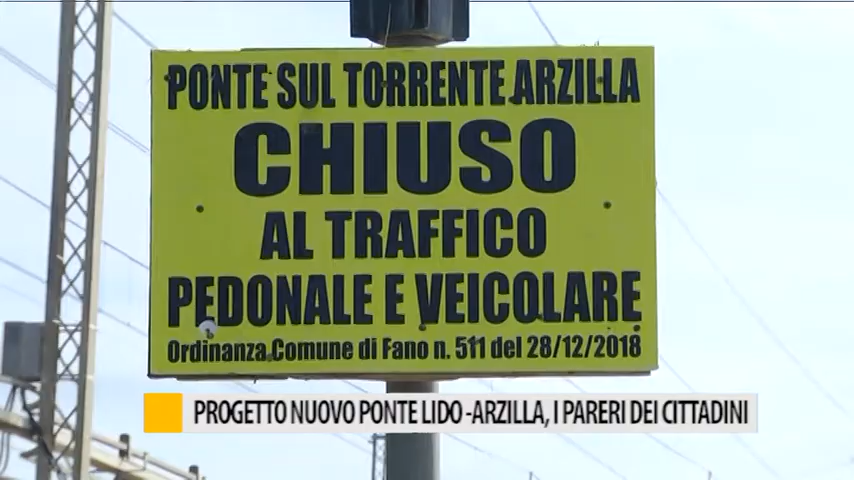 PONTE SUL TORRENTE ARZILLA
CHIUSO
AL TRAFFICO
PEDONALE E VEICOLARE
Ordinanza Comune di Fano n. 511 del 28/12/2018
PROGETTO NUOVO PONTE LIDO-ARZILLA, I PARERI DEI CITTADINI